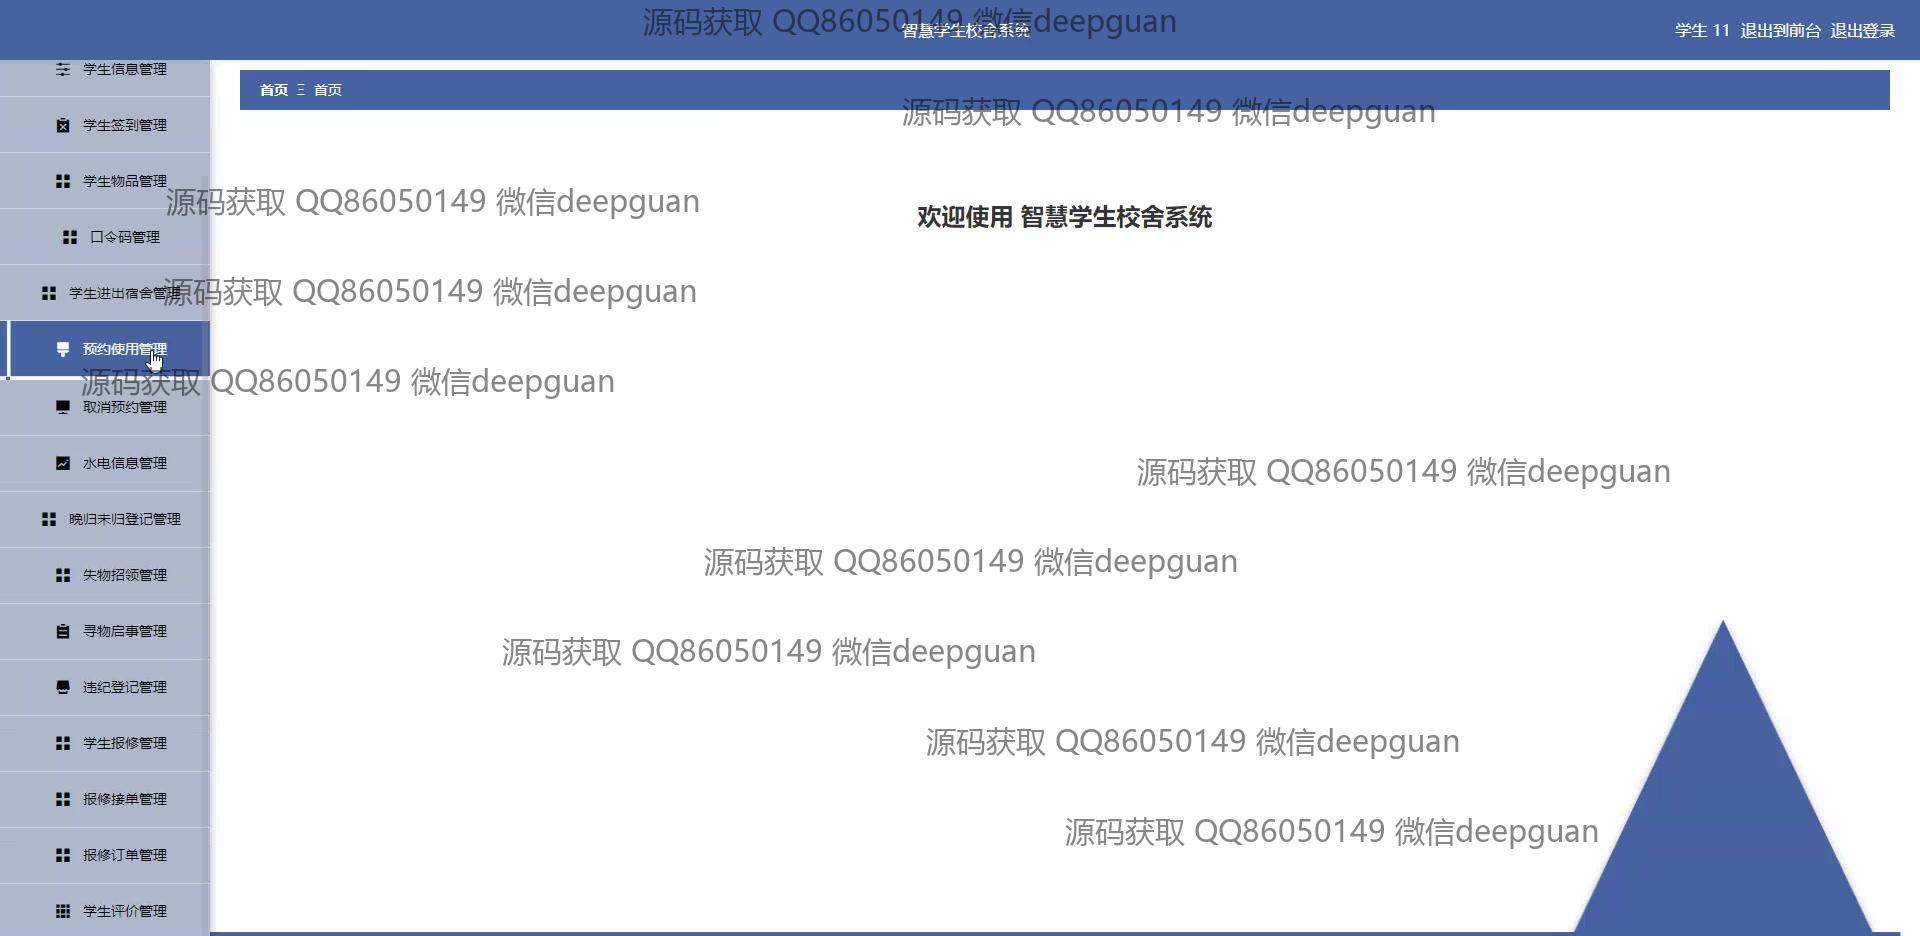 源码获取 QQ86050149 微信deepguan
智慧学生校舍系统
学生 11 退出到前台 退出登录
学生信息管理
首页 Ξ 首页
源码获取 QQ86050149 微信deepguan
学生签到管理
学生物品管理
源码获取 QQ86050149 微信deepguan
欢迎使用 智慧学生校舍系统
口令码管理
学生进出宿舍管理
源码获取 QQ86050149 微信deepguan
预约使用管理
源码获取 QQ86050149 微信deepguan
取消预约管理
水电信息管理
源码获取 QQ86050149 微信deepguan
晚归未归登记管理
源码获取 QQ86050149 微信deepguan
失物招领管理
寻物启事管理
源码获取 QQ86050149 微信deepguan
违纪登记管理
学生报修管理
源码获取 QQ86050149 微信deepguan
报修接单管理
源码获取 QQ86050149 微信deepguan
报修订单管理
学生评价管理